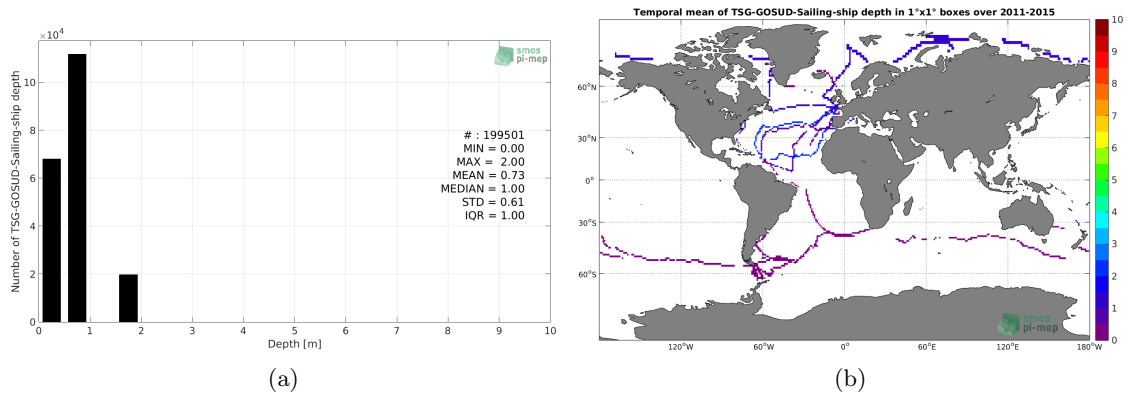 ×10⁴
10
8
6
4
2
0
Number of TSG-GOSUD-Sailing-ship depth
smos
pi-mep
# : 199501
MIN = 0.00
MAX = 2.00
MEAN = 0.73
MEDIAN = 1.00
STD = 0.61
IQR = 1.00
0 1 2 3 4 5 6 7 8 9 10
Depth [m]
(a)
Temporal mean of TSG-GOSUD-Sailing-ship depth in 1°x1° boxes over 2011-2015
60°N
30°N
0°
30°S
60°S
120°W 60°W 0° 60°E 120°E 180°W
smos
pi-mep
10
9
8
7
6
5
4
3
2
1
0
(b)